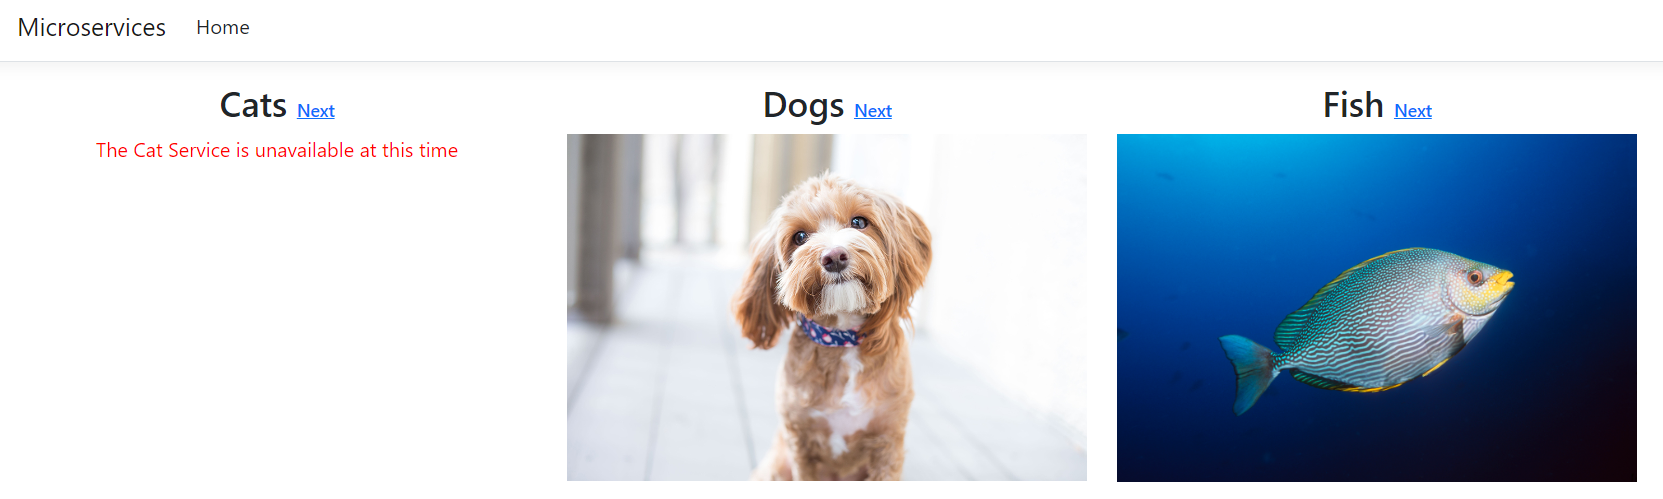 Microservices Home
Cats Next
The Cat Service is unavailable at this time
Dogs Next
Fish Next